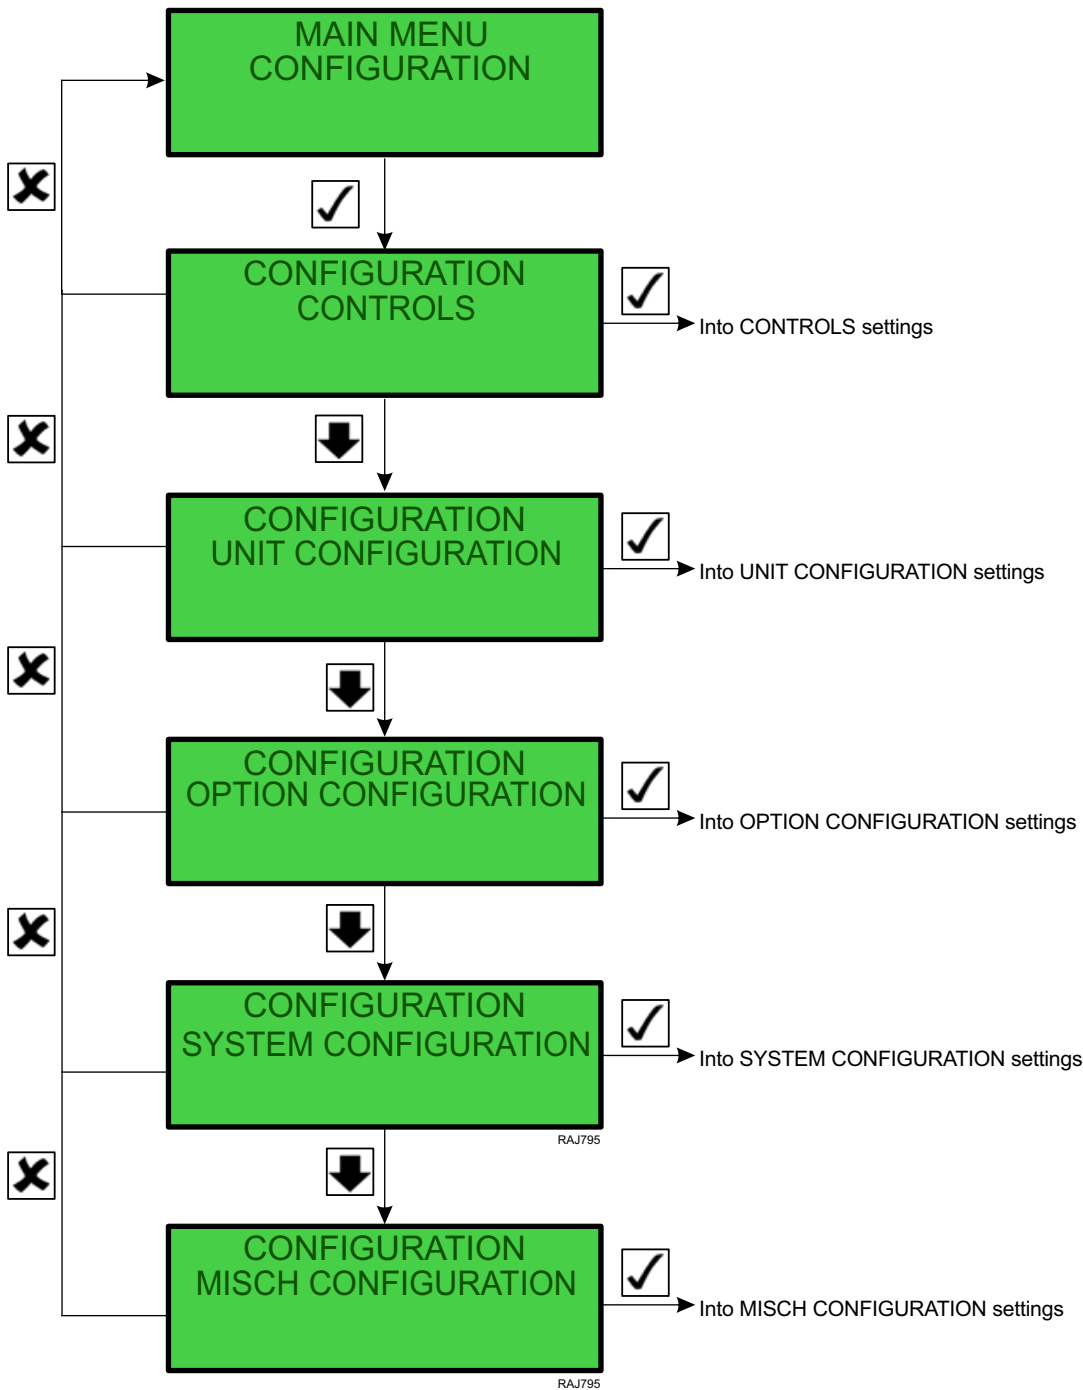 MAIN MENU
CONFIGURATION
CONFIGURATION
CONTROLS
Into CONTROLS settings
CONFIGURATION
UNIT CONFIGURATION
Into UNIT CONFIGURATION settings
CONFIGURATION
OPTION CONFIGURATION
Into OPTION CONFIGURATION settings
CONFIGURATION
SYSTEM CONFIGURATION
Into SYSTEM CONFIGURATION settings
RAJ795
CONFIGURATION
MISCH CONFIGURATION
Into MISCH CONFIGURATION settings
RAJ795